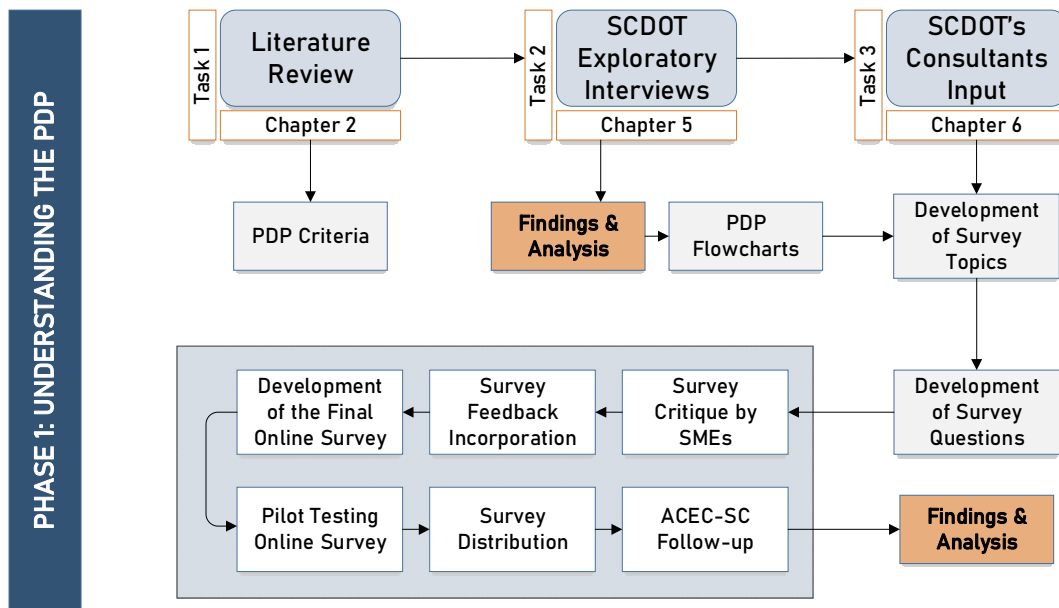 PHASE 1: UNDERSTANDING THE PDP
Task 1
Literature
Review
Chapter 2
Task 2
SCDOT
Exploratory
Interviews
Chapter 5
Task 3
SCDOT's
Consultants
Input
Chapter 6
PDP Criteria
Findings &
Analysis
PDP
Flowcharts
Development
of Survey
Topics
Development
of Survey
Questions
Survey
Critique by
SMEs
Survey
Feedback
Incorporation
Development
of the Final
Online Survey
Pilot Testing
Online Survey
Survey
Distribution
ACEC-SC
Follow-up
Findings &
Analysis